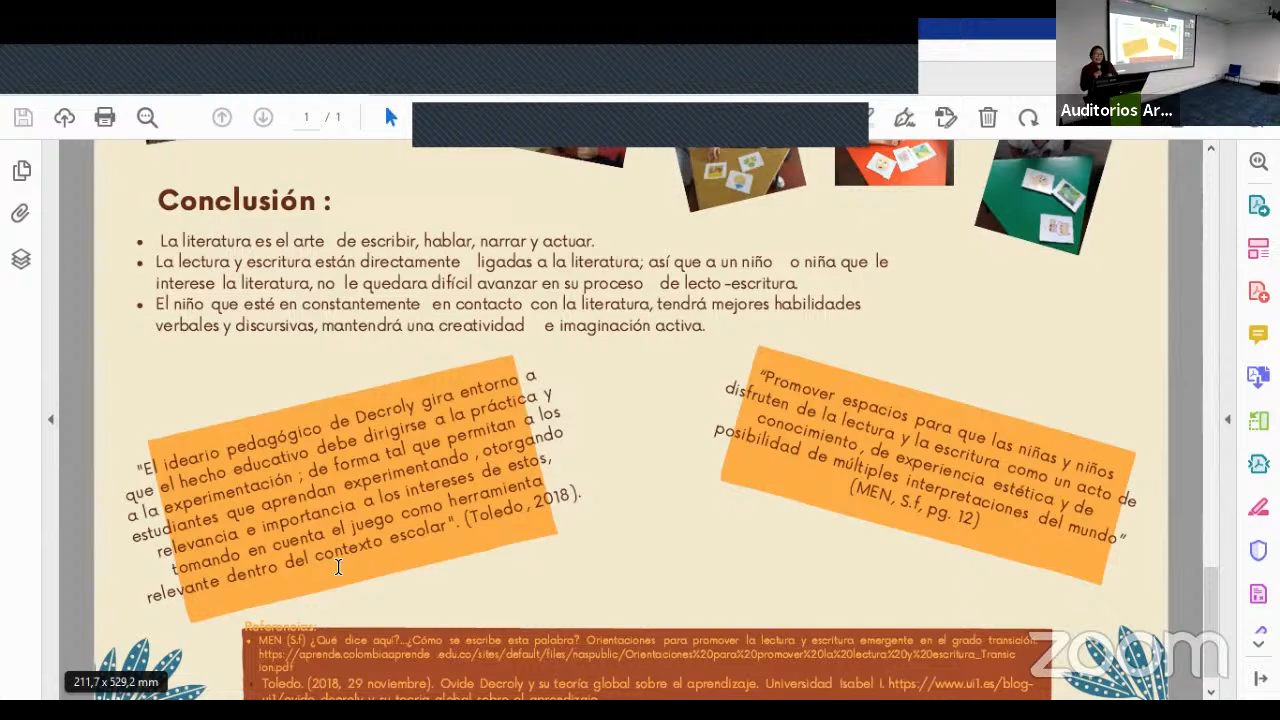 Auditorios Ar...
1 / 1
Conclusión :
• La literatura es el arte de escribir, hablar, narrar y actuar.
• La lectura y escritura están directamente ligadas a la literatura; así que a un niño o niña que le
interese la literatura, no le quedara difícil avanzar en su proceso de lecto -escritura.
• El niño que esté en constantemente en contacto con la literatura, tendrá mejores habilidades
verbales y discursivas, mantendrá una creatividad e imaginación activa.
"El ideario pedagógico de Decroly gira entorno a
que el hecho educativo debe dirigirse a la práctica y
a la experimentación ; de forma tal que permitan a los
estudiantes que aprendan experimentando , otorgando
relevancia e importancia a los intereses de estos,
tomando en cuenta el juego como herramienta
relevante dentro del contexto escolar". (Toledo , 2018).
"Promover espacios para que las niñas y niños
disfruten de la lectura y la escritura como un acto de
conocimiento, de experiencia estética y de
posibilidad de múltiples interpretaciones del mundo"
(MEN, S.f, pg. 12)
Referencias:
• MEN (S.f) ¿Qué dice aquí?...¿Cómo se escribe esta palabra? Orientaciones para promover la lectura y escritura emergente en el grado transición.
https://aprende.colombiaaprende .edu.co/sites/default/files/naspublic/Orientaciones%20para%20promover%20la%20lectura%20y%20escritura_Transic
ion.pdf
• Toledo. (2018, 29 noviembre). Ovide Decroly y su teoría global sobre el aprendizaje. Universidad Isabel I. https://www.ui1.es/blog-
ui1/ovide-decroly-y-su-teoria-global-sobre-el-aprendizaje
211,7 x 529,2 mm
zoom